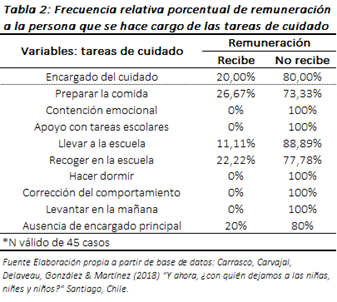 Tabla 2: Frecuencia relativa porcentual de remuneración
a la persona que se hace cargo de las tareas de cuidado
Variables: tareas de cuidado Remuneración
Recibe No recibe
Encargado del cuidado 20,00% 80,00%
Preparar la comida 26,67% 73,33%
Contención emocional 0% 100%
Apoyo con tareas escolares 0% 100%
Llevar a la escuela 11,11% 88,89%
Recoger en la escuela 22,22% 77,78%
Hacer dormir 0% 100%
Corrección del comportamiento 0% 100%
Levantar en la mañana 0% 100%
Ausencia de encargado principal 20% 80%
*N válido de 45 casos
Fuente Elaboración propia a partir de base de datos: Carrasco, Carvajal,
Delaveau, González & Martínez (2018) "Y ahora, ¿con quién dejamos a las niñas,
niñes y niños?" Santiago, Chile.